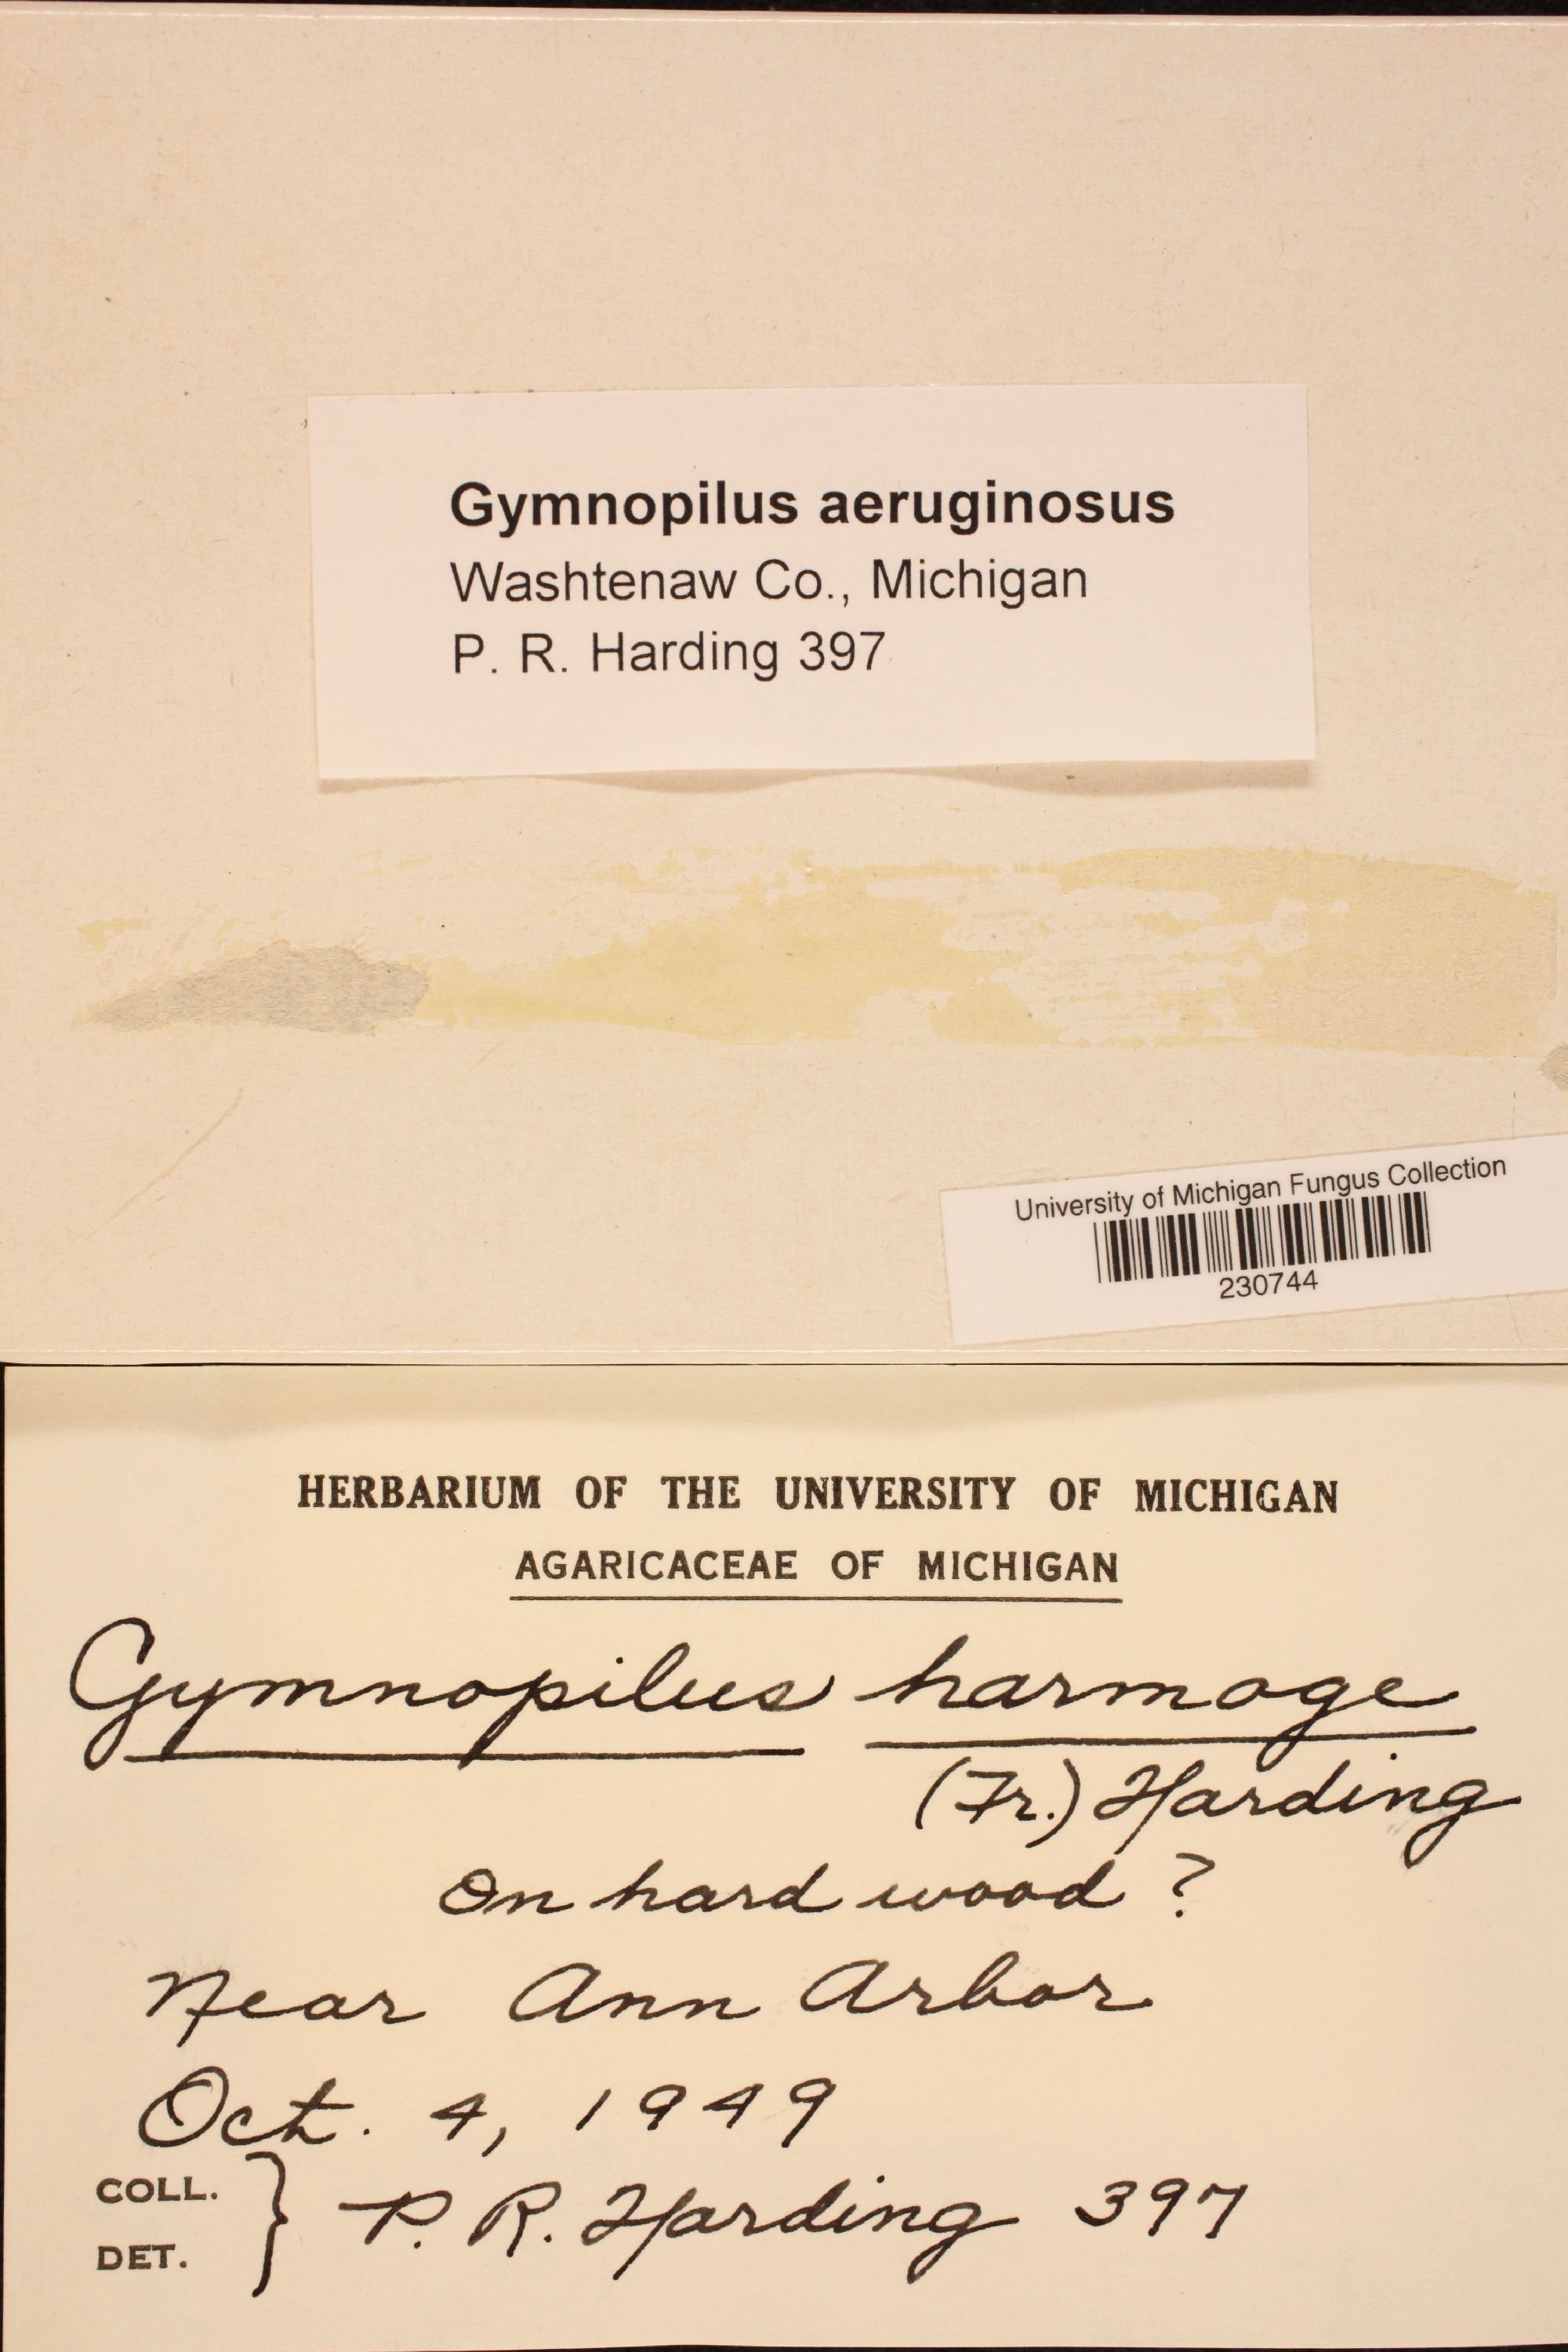 Gymnopilus aeruginosus
Washtenaw Co., Michigan
P. R. Harding 397
University of Michigan Fungus Collection
230744
HERBARIUM OF THE UNIVERSITY OF MICHIGAN
AGARICACEAE OF MICHIGAN
Gymnopilus harmoge
(Fr.) Harding
On hard wood ?
Near Ann Arbor
Oct. 4, 1949
COLL.
DET. } P. R. Harding 397